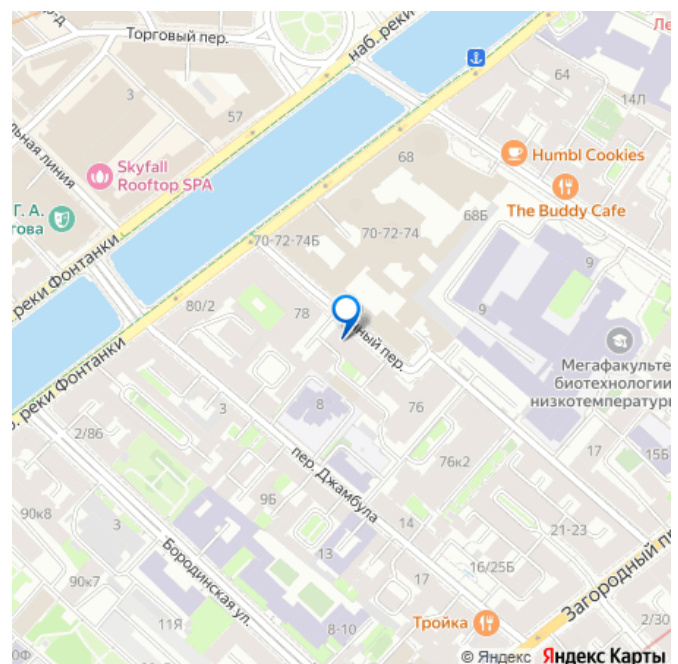 Торговый пер.
наб. реки
3
57
64
14Л
Skyfall
Rooftop SPA
68
Humbl Cookies
Г. А.
The Buddy Cafe
68Б
реки Фонтанки
70-72-74Б
70-72-74
9
80/2
78
9
пер.
Мегафакульте
биотехнологии
низкотемператур
реки Фонтанки
8
76
3
2/86
76к2
17
15Б
пер. Джамбула
9Б
90к8
3
14
21-23
13
Бородинская ул.
16/25Б
17
90к7
Загородный
11Я
8-10
Тройка
2/30
© Яндекс Яндекс Карты